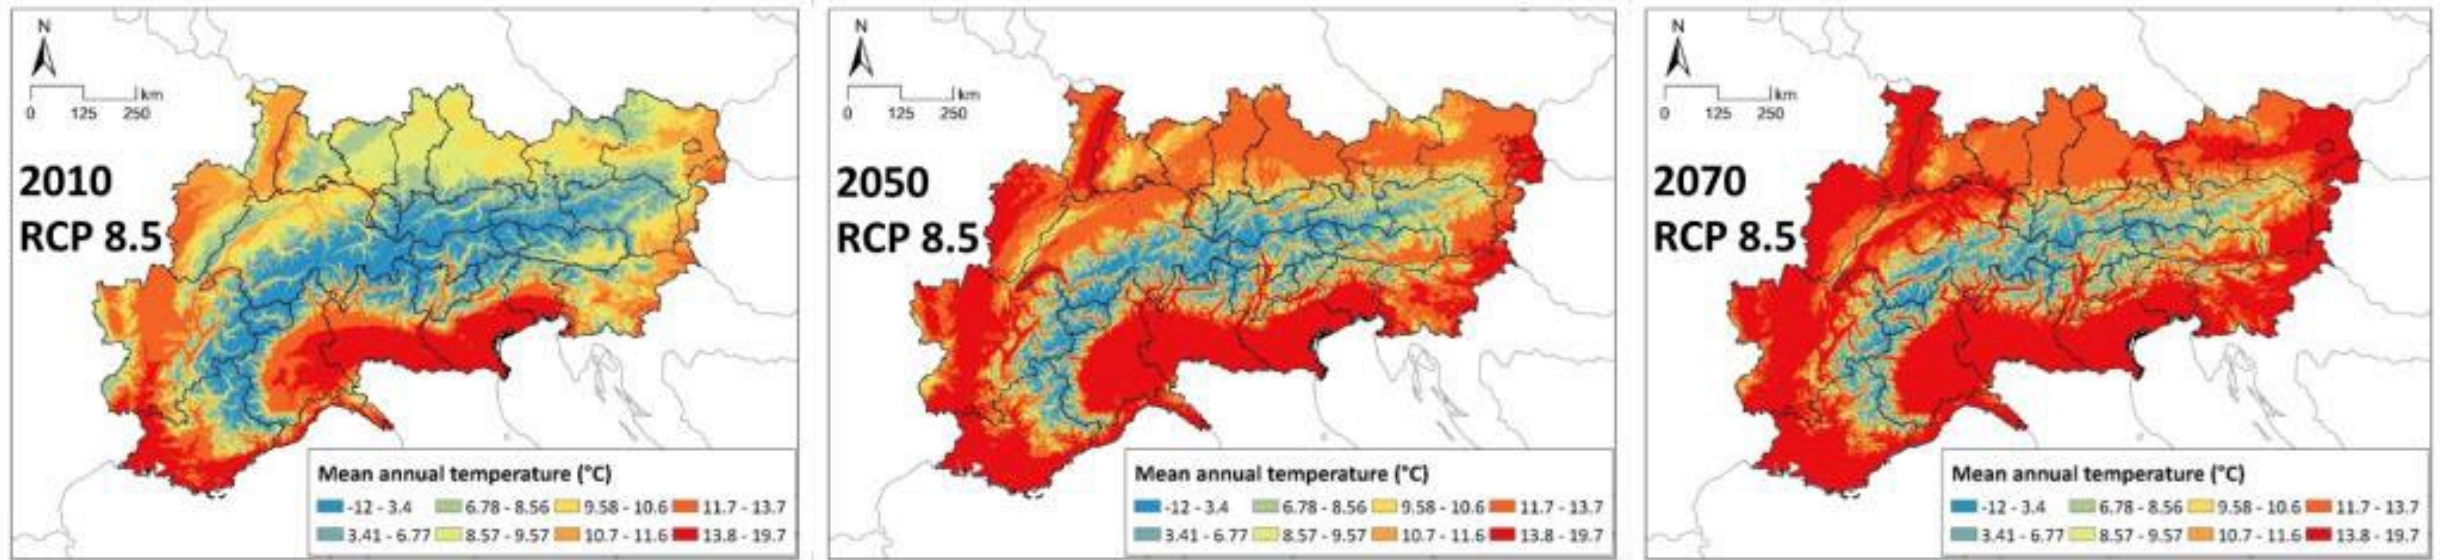 N
0 125 250 km
2010
RCP 8.5
Mean annual temperature (°C)
-12 - 3.4 6.78 - 8.56 9.58 - 10.6 11.7 - 13.7
3.41 - 6.77 8.57 - 9.57 10.7 - 11.6 13.8 - 19.7
N
0 125 250 km
2050
RCP 8.5
Mean annual temperature (°C)
-12 - 3.4 6.78 - 8.56 9.58 - 10.6 11.7 - 13.7
3.41 - 6.77 8.57 - 9.57 10.7 - 11.6 13.8 - 19.7
N
0 125 250 km
2070
RCP 8.5
Mean annual temperature (°C)
-12 - 3.4 6.78 - 8.56 9.58 - 10.6 11.7 - 13.7
3.41 - 6.77 8.57 - 9.57 10.7 - 11.6 13.8 - 19.7